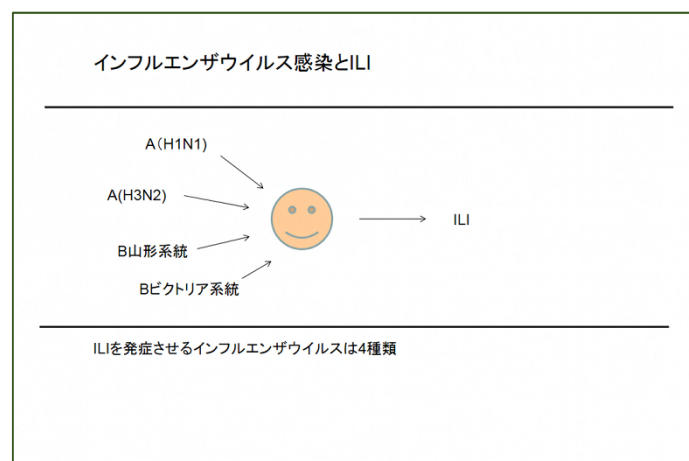 インフルエンザウイルス感染とILI
A(H1N1)
A(H3N2)
B山形系統
Bビクトリア系統
ILI
ILIを発症させるインフルエンザウイルスは4種類